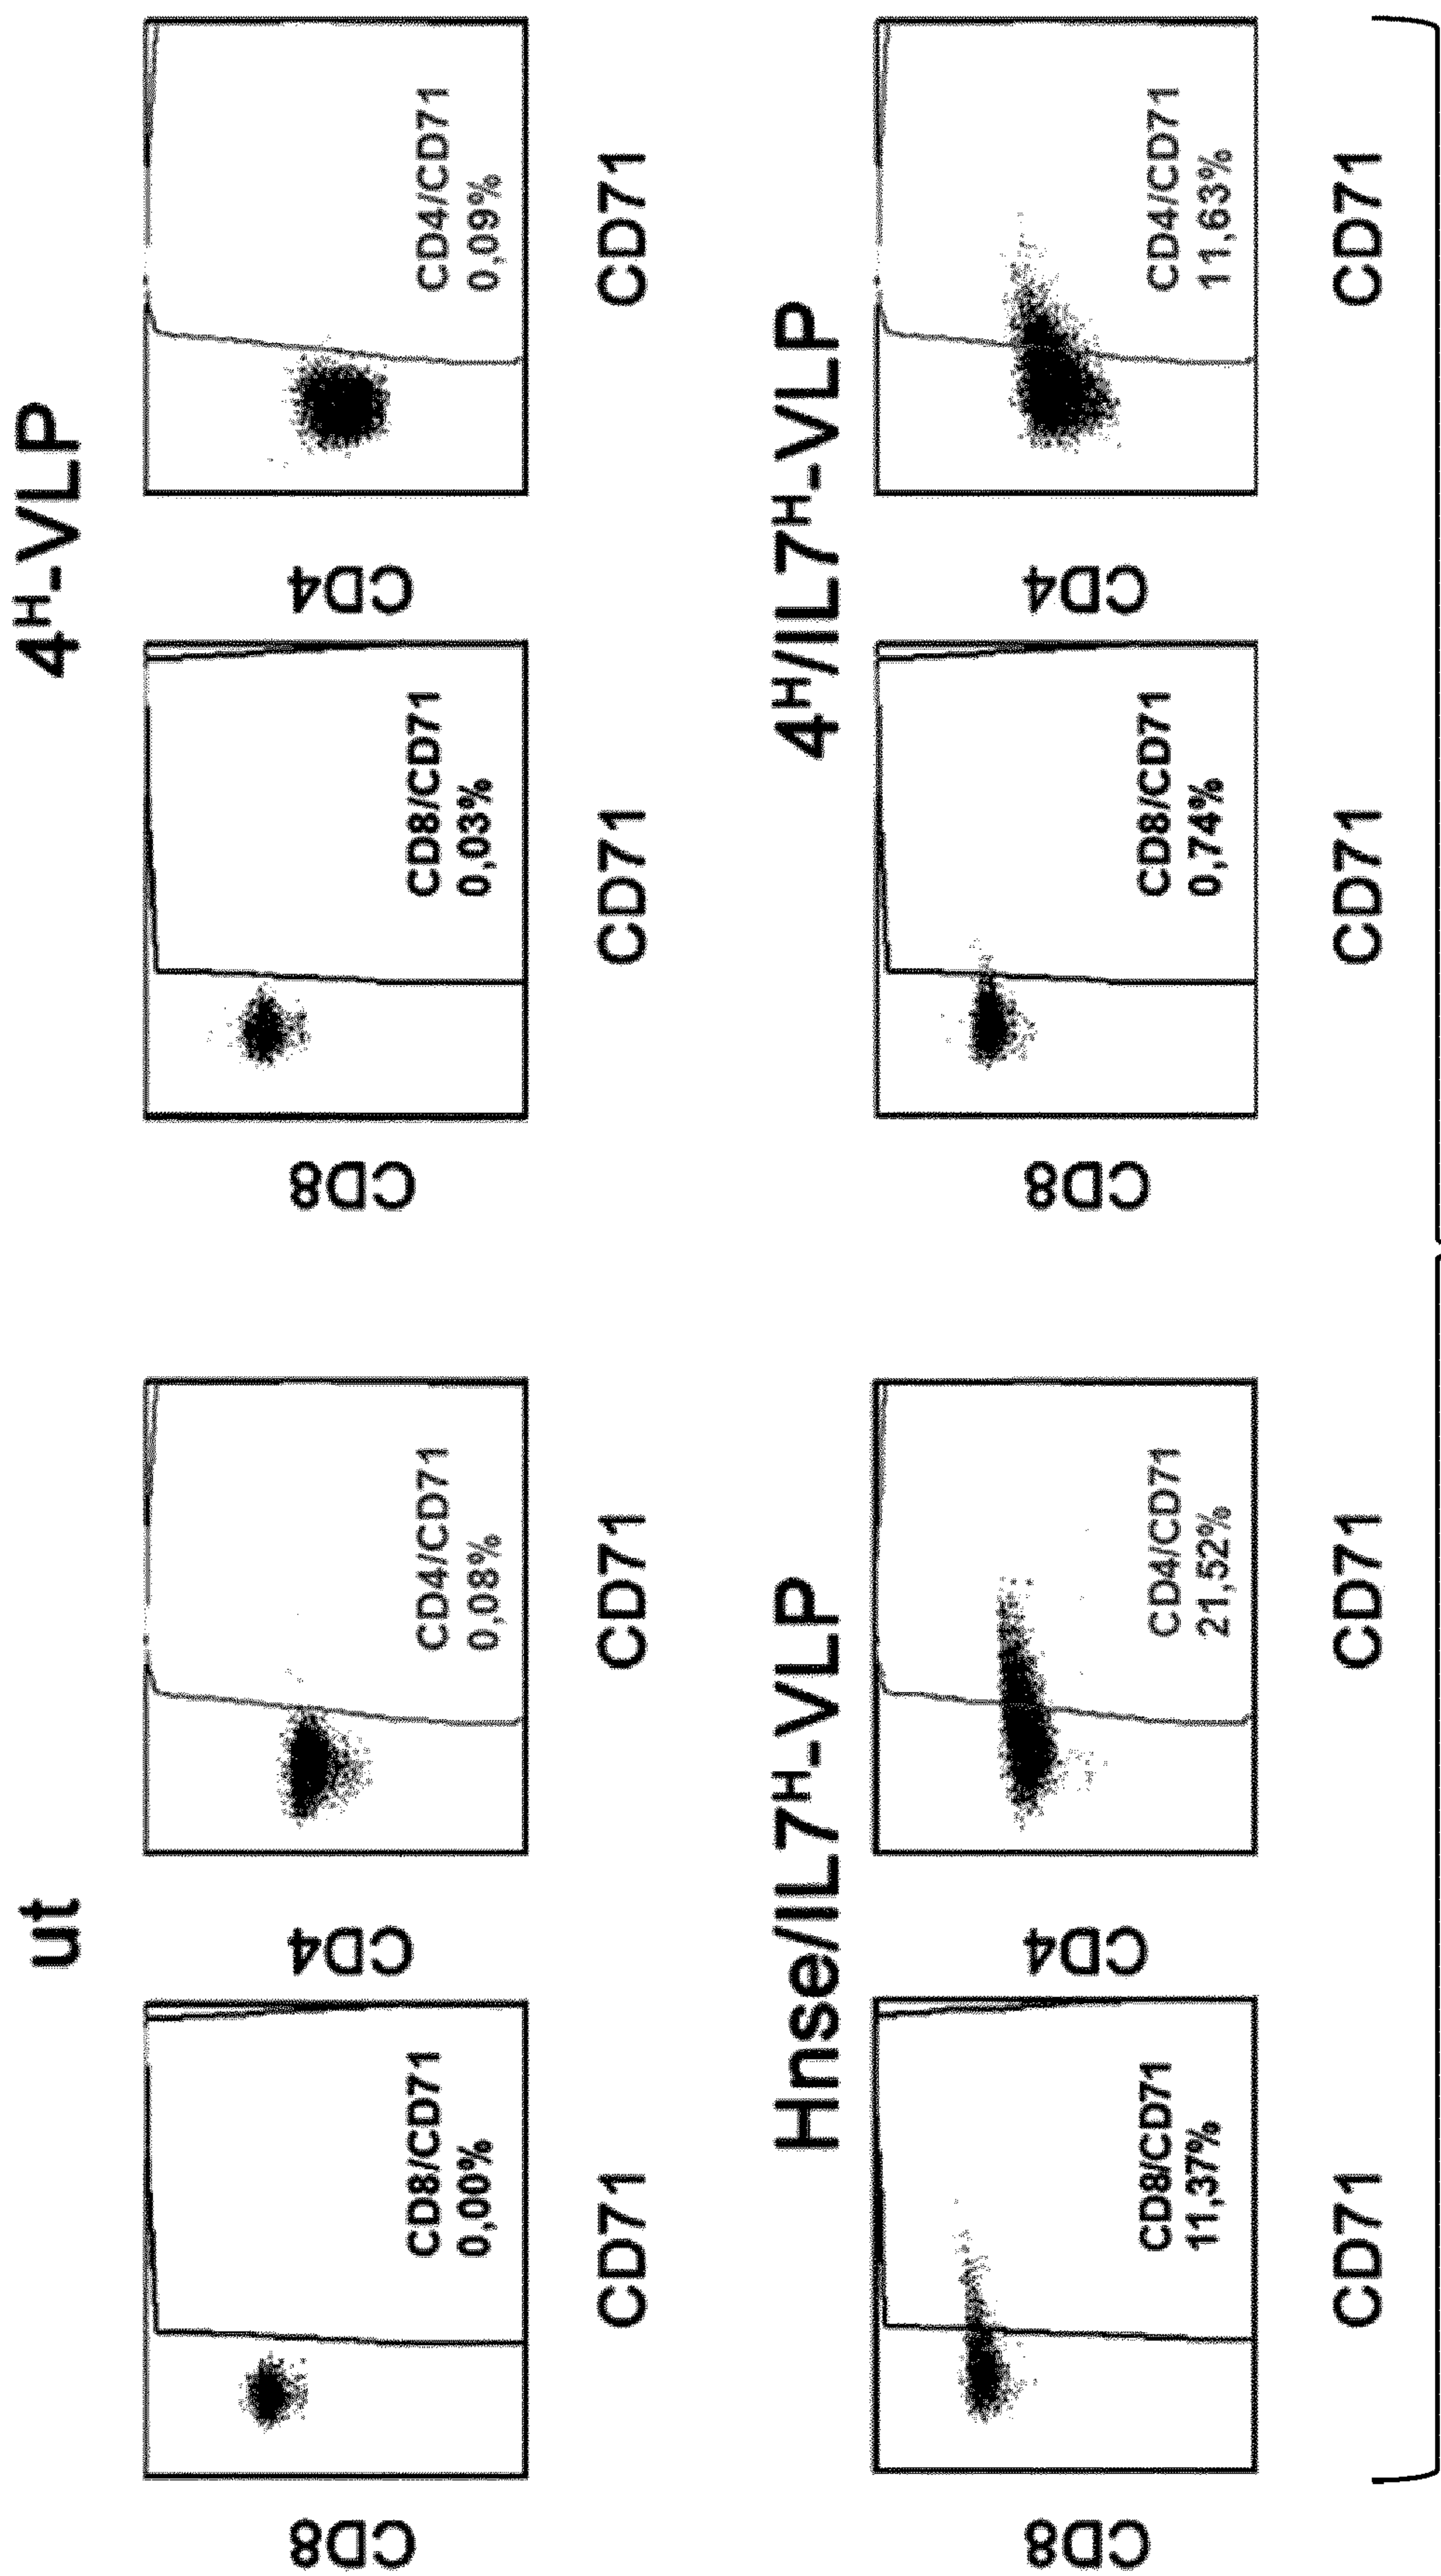 ut
CD8
CD8/CD71
0,00%
CD71
CD4
CD4/CD71
0,08%
CD71
4ᴴ-VLP
CD8
CD8/CD71
0,03%
CD71
CD4
CD4/CD71
0,09%
CD71
Hnse/IL7ᴴ-VLP
CD8
CD8/CD71
11,37%
CD71
CD4
CD4/CD71
21,52%
CD71
4ᴴ/IL7ᴴ-VLP
CD8
CD8/CD71
0,74%
CD71
CD4
CD4/CD71
11,63%
CD71